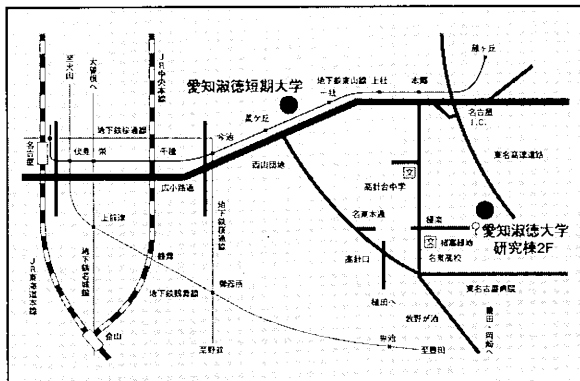 至犬山
大曽根へ
JR中央本線
藤ヶ丘
愛知淑徳短期大学
地下鉄東山線
上社
本郷
一社
星ヶ丘
名古屋
I.C.
地下鉄桜通線
今池
名古屋
伏見
栄
千種
東名高速道路
西山団地
広小路通
文
高針台中学
名東本通
極楽
上前津
地下鉄桜通線
愛知淑徳大学
研究棟2F
文
猪高緑地
名東高校
鶴舞
高針口
JR東海道本線
地下鉄名城線
地下鉄鶴舞線
御器所
東名古屋病院
植田へ
牧野が池
豊田・岡崎へ
金山
至野並
赤池
至豊田